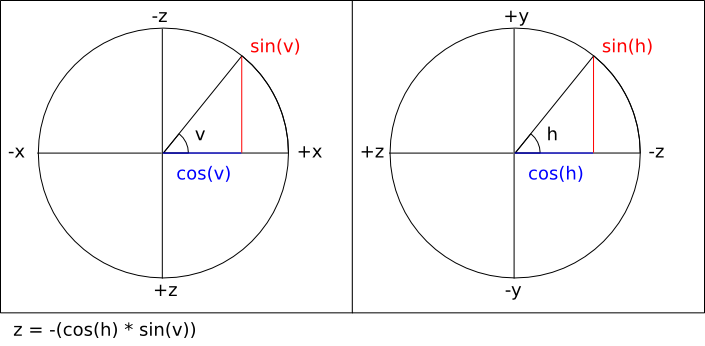 -z
sin(v)
-x
v
+x
cos(v)
+z
+y
sin(h)
+z
h
-z
cos(h)
-y
z = -(cos(h) * sin(v))